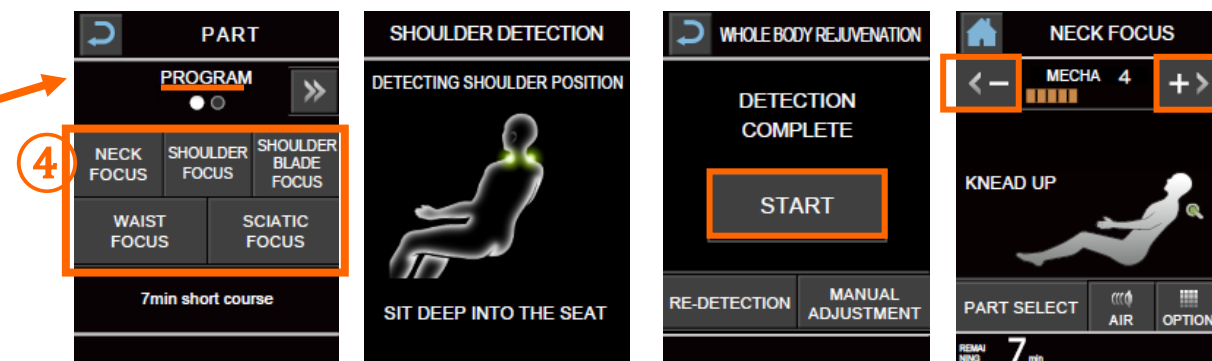 PART
PROGRAM
④
NECK
FOCUS
SHOULDER
FOCUS
SHOULDER
BLADE
FOCUS
WAIST
FOCUS
SCIATIC
FOCUS
7min short course
SHOULDER DETECTION
DETECTING SHOULDER POSITION
SIT DEEP INTO THE SEAT
WHOLE BODY REJUVENATION
DETECTION
COMPLETE
START
RE-DETECTION
MANUAL
ADJUSTMENT
NECK FOCUS
MECHA 4
KNEAD UP
PART SELECT
AIR
OPTION
REMAI
NING
7 min